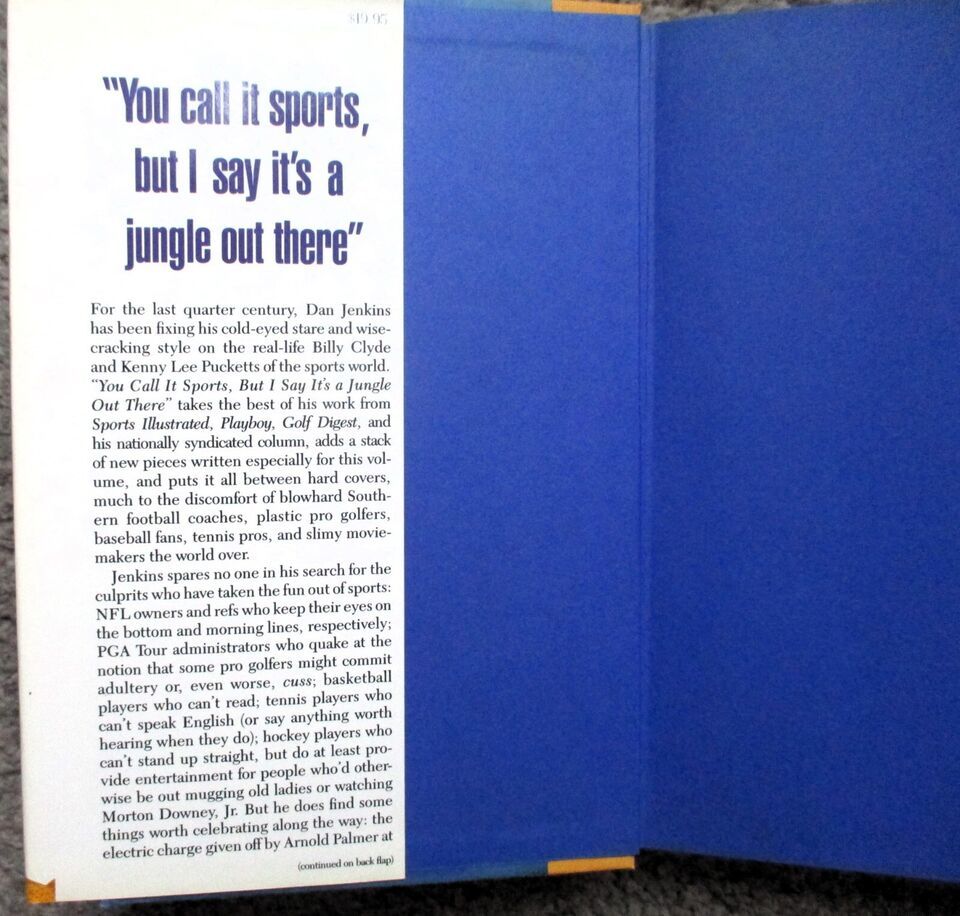 $19.95
"You call it sports,
but I say it's a
jungle out there"
For the last quarter century, Dan Jenkins
has been fixing his cold-eyed stare and wise-
cracking style on the real-life Billy Clyde
and Kenny Lee Pucketts of the sports world.
"You Call It Sports, But I Say It's a Jungle
Out There" takes the best of his work from
Sports Illustrated, Playboy, Golf Digest, and
his nationally syndicated column, adds a stack
of new pieces written especially for this vol-
ume, and puts it all between hard covers,
much to the discomfort of blowhard South-
ern football coaches, plastic pro golfers,
baseball fans, tennis pros, and slimy movie-
makers the world over.
Jenkins spares no one in his search for the
culprits who have taken the fun out of sports:
NFL owners and refs who keep their eyes on
the bottom and morning lines, respectively;
PGA Tour administrators who quake at the
notion that some pro golfers might commit
adultery or, even worse, cuss; basketball
players who can't read; tennis players who
can't speak English (or say anything worth
hearing when they do); hockey players who
can't stand up straight, but do at least pro-
vide entertainment for people who'd other-
wise be out mugging old ladies or watching
Morton Downey, Jr. But he does find some
things worth celebrating along the way: the
electric charge given off by Arnold Palmer at
(continued on back flap)